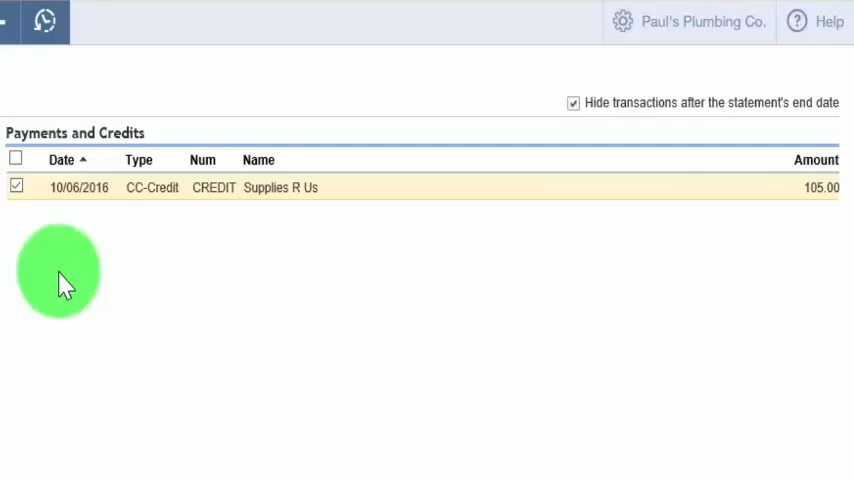 Paul's Plumbing Co. Help
Hide transactions after the statement's end date
Payments and Credits
Date Type Num Name Amount
10/06/2016 CC-Credit CREDIT Supplies R Us 105.00